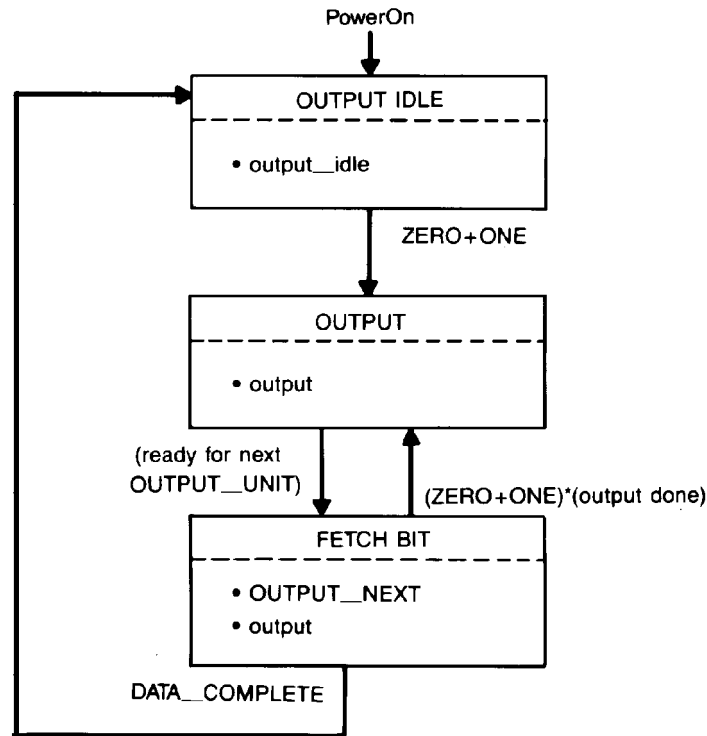 PowerOn
OUTPUT IDLE
• output__idle
ZERO+ONE
OUTPUT
• output
(ready for next
OUTPUT__UNIT)
(ZERO+ONE)*(output done)
FETCH BIT
• OUTPUT__NEXT
• output
DATA__COMPLETE